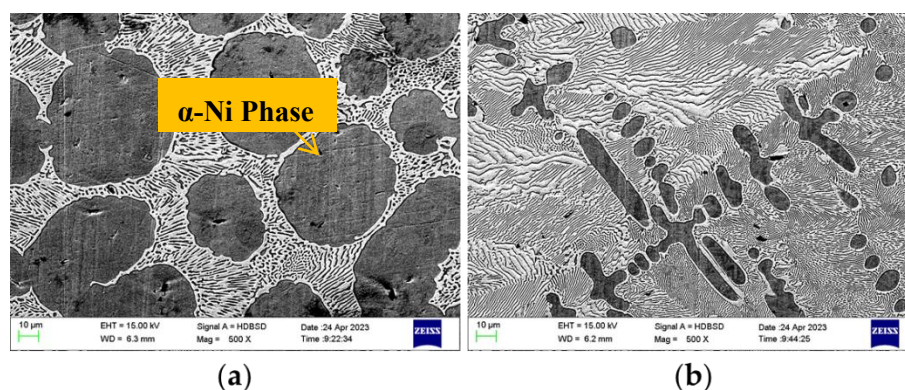 α-Ni Phase
10 µm
EHT = 15.00 kV
Signal A = HDBSD
Date :24 Apr 2023
WD = 6.3 mm
Mag = 500 X
Time :9:22:34
ZEISS
10 µm
EHT = 15.00 kV
Signal A = HDBSD
Date :24 Apr 2023
WD = 6.2 mm
Mag = 500 X
Time :9:44:25
ZEISS
(a)
(b)